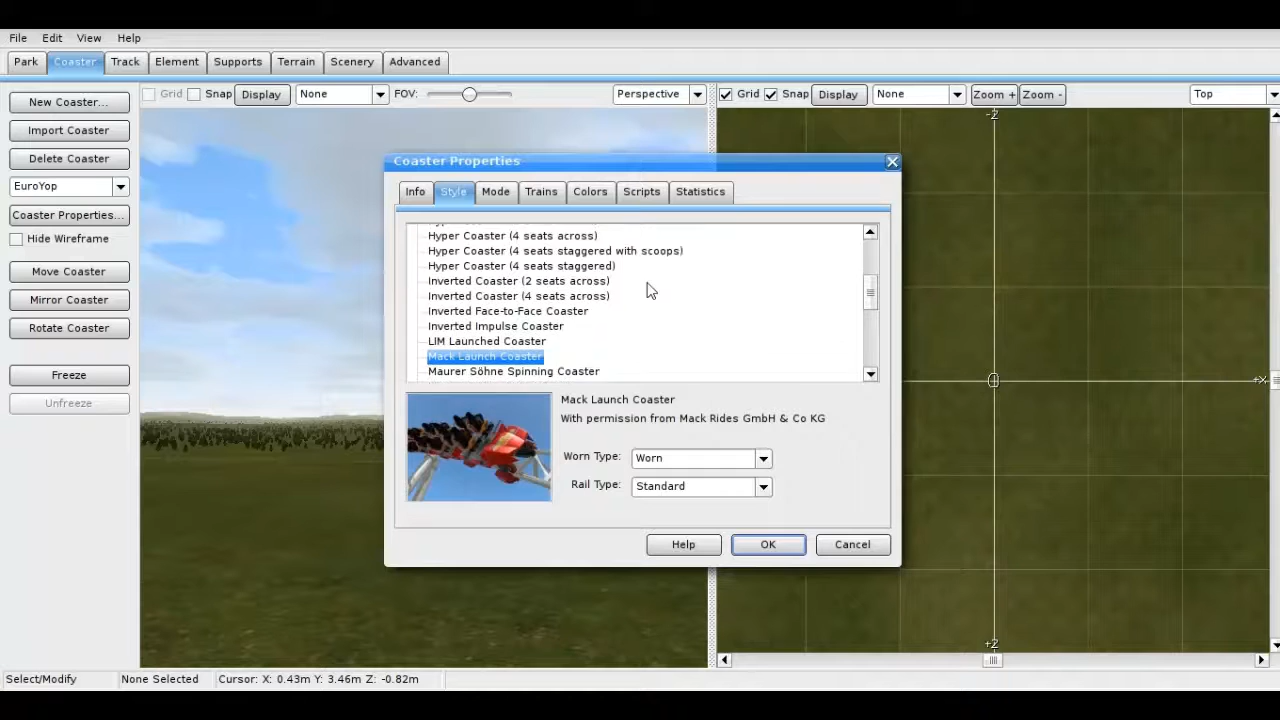 File Edit View Help
Park Coaster Track Element Supports Terrain Scenery Advanced
New Coaster...
Import Coaster
Delete Coaster
EuroYop
Coaster Properties...
Hide Wireframe
Move Coaster
Mirror Coaster
Rotate Coaster
Freeze
Unfreeze
Grid Snap Display None FOV: Perspective
Grid Snap Display None Zoom + Zoom - Top
-Z
+X
+Z
Coaster Properties
Info Style Mode Trains Colors Scripts Statistics
Hyper Coaster (4 seats across)
Hyper Coaster (4 seats staggered with scoops)
Hyper Coaster (4 seats staggered)
Inverted Coaster (2 seats across)
Inverted Coaster (4 seats across)
Inverted Face-to-Face Coaster
Inverted Impulse Coaster
LIM Launched Coaster
Mack Launch Coaster
Maurer Söhne Spinning Coaster
Mack Launch Coaster
With permission from Mack Rides GmbH & Co KG
Worn Type: Worn
Rail Type: Standard
Help OK Cancel
Select/Modify None Selected Cursor: X: 0.43m Y: 3.46m Z: -0.82m